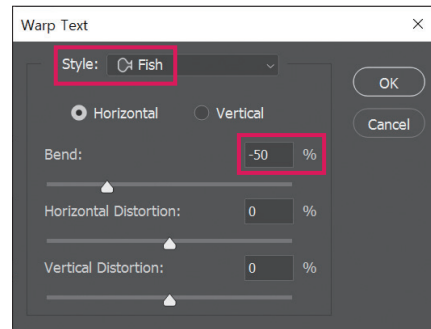 Warp Text
Style: Fish
Horizontal Vertical
OK
Cancel
Bend: -50 %
Horizontal Distortion: 0 %
Vertical Distortion: 0 %